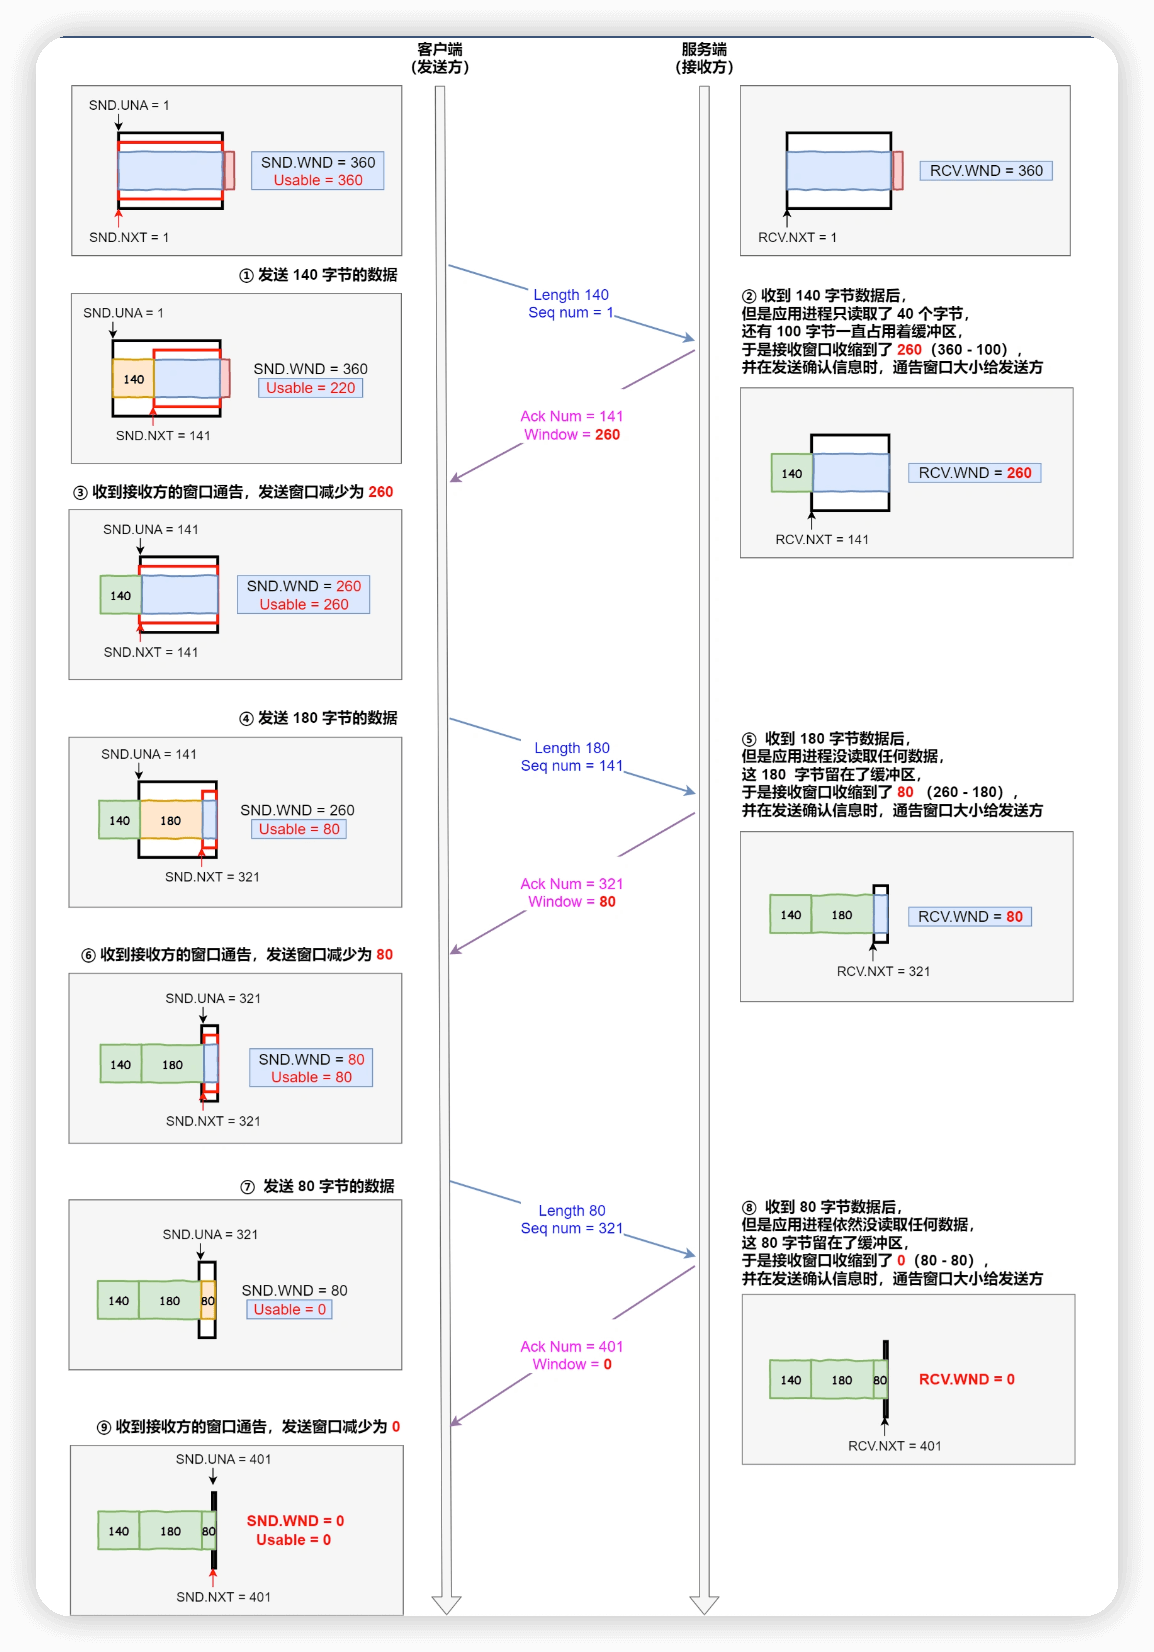 客户端
（发送方）
服务端
（接收方）
SND.UNA = 1
SND.WND = 360
Usable = 360
SND.NXT = 1
RCV.WND = 360
RCV.NXT = 1
① 发送 140 字节的数据
Length 140
Seq num = 1
② 收到 140 字节数据后，
但是应用进程只读取了 40 个字节，
还有 100 字节一直占用着缓冲区，
于是接收窗口收缩到了 260（360 - 100），
并在发送确认信息时，通告窗口大小给发送方
SND.UNA = 1
140
SND.WND = 360
Usable = 220
SND.NXT = 141
Ack Num = 141
Window = 260
140
RCV.WND = 260
RCV.NXT = 141
③ 收到接收方的窗口通告，发送窗口减少为 260
SND.UNA = 141
140
SND.WND = 260
Usable = 260
SND.NXT = 141
④ 发送 180 字节的数据
Length 180
Seq num = 141
⑤ 收到 180 字节数据后，
但是应用进程没读取任何数据，
这 180 字节留在了缓冲区，
于是接收窗口收缩到了 80 （260 - 180），
并在发送确认信息时，通告窗口大小给发送方
SND.UNA = 141
140
180
SND.WND = 260
Usable = 80
SND.NXT = 321
Ack Num = 321
Window = 80
140
180
RCV.WND = 80
RCV.NXT = 321
⑥ 收到接收方的窗口通告，发送窗口减少为 80
SND.UNA = 321
140
180
SND.WND = 80
Usable = 80
SND.NXT = 321
⑦ 发送 80 字节的数据
Length 80
Seq num = 321
⑧ 收到 80 字节数据后，
但是应用进程依然没读取任何数据，
这 80 字节留在了缓冲区，
于是接收窗口收缩到了 0（80 - 80），
并在发送确认信息时，通告窗口大小给发送方
SND.UNA = 321
140
180
80
SND.WND = 80
Usable = 0
Ack Num = 401
Window = 0
140
180
80
RCV.WND = 0
RCV.NXT = 401
⑨ 收到接收方的窗口通告，发送窗口减少为 0
SND.UNA = 401
140
180
80
SND.WND = 0
Usable = 0
SND.NXT = 401